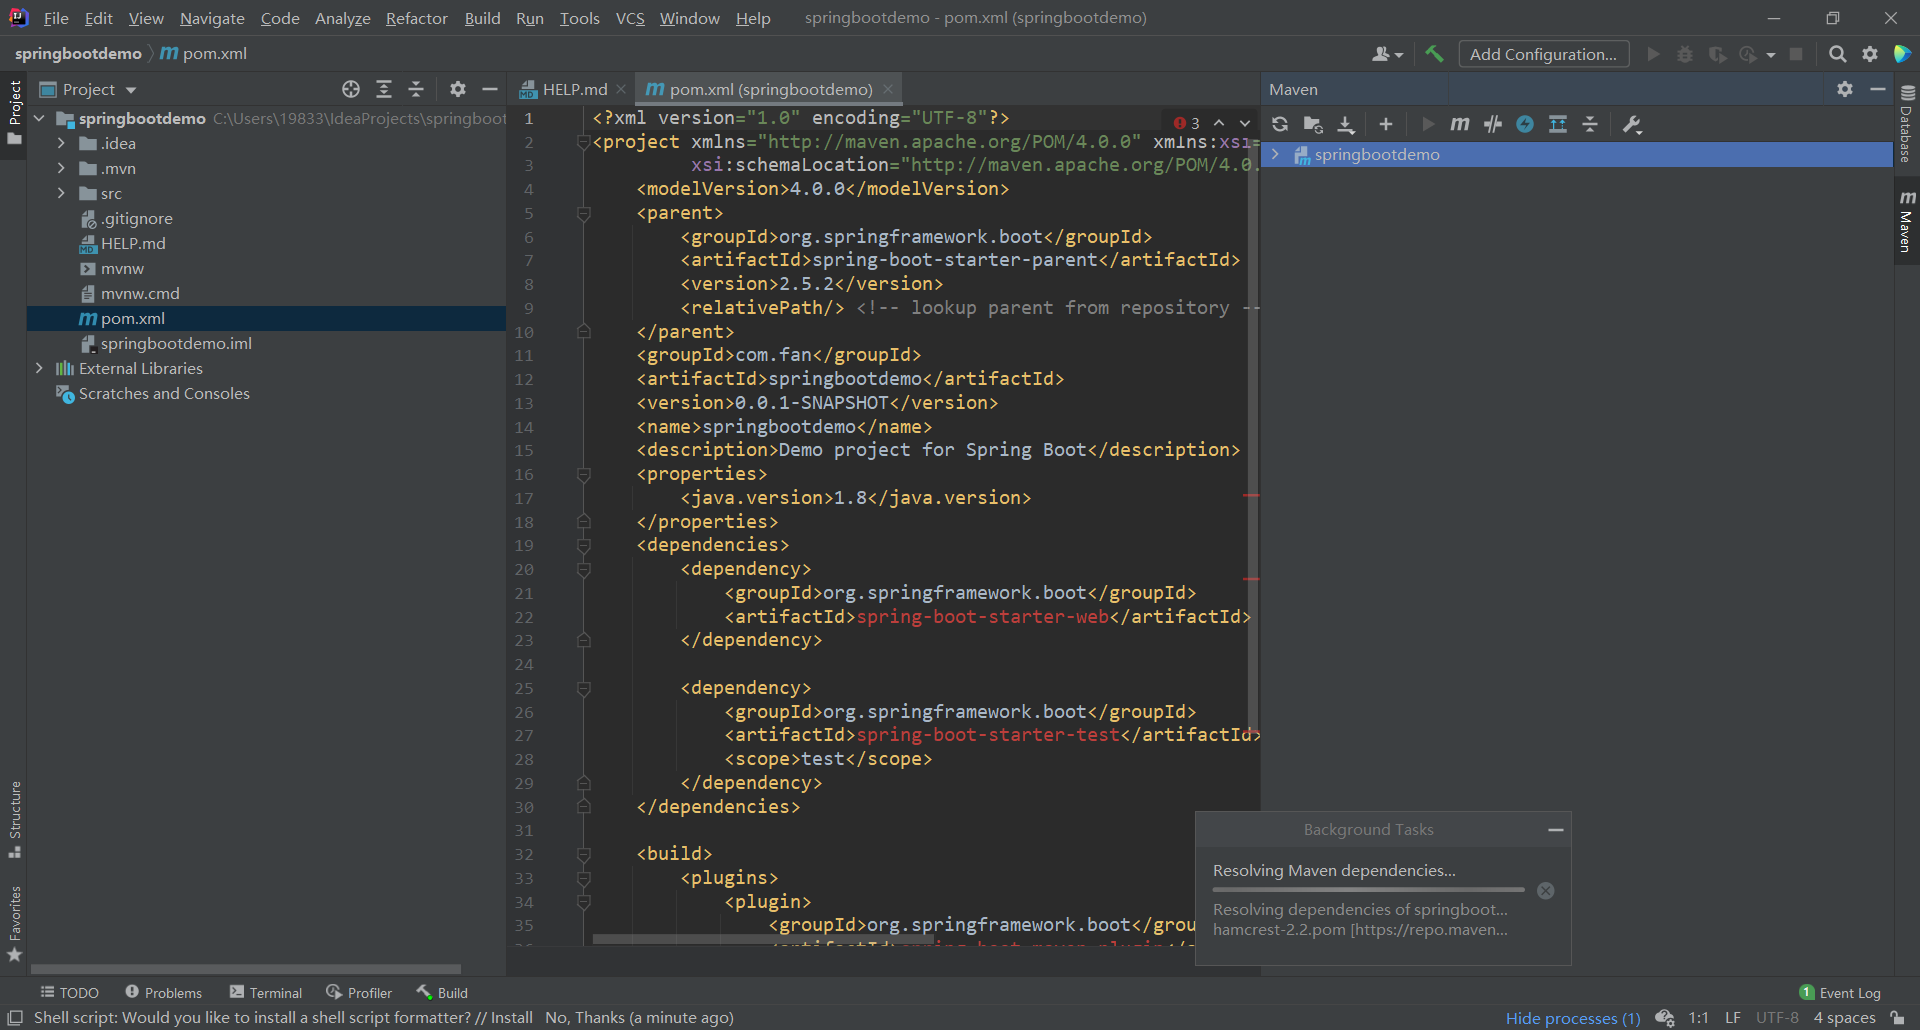 File Edit View Navigate Code Analyze Refactor Build Run Tools VCS Window Help springbootdemo - pom.xml (springbootdemo)
springbootdemo pom.xml Add Configuration...
Project
Project
HELP.md
pom.xml (springbootdemo)
Maven
springbootdemo C:\Users\19833\IdeaProjects\springboot
.idea
.mvn
src
.gitignore
HELP.md
mvnw
mvnw.cmd
pom.xml
springbootdemo.iml
External Libraries
Scratches and Consoles
Structure
Favorites
3
1 <?xml version="1.0" encoding="UTF-8"?>
2 <project xmlns="http://maven.apache.org/POM/4.0.0" xmlns:xsi=
3 xsi:schemaLocation="http://maven.apache.org/POM/4.0.
4 <modelVersion>4.0.0</modelVersion>
5 <parent>
6 <groupId>org.springframework.boot</groupId>
7 <artifactId>spring-boot-starter-parent</artifactId>
8 <version>2.5.2</version>
9 <relativePath/> <!-- lookup parent from repository --
10 </parent>
11 <groupId>com.fan</groupId>
12 <artifactId>springbootdemo</artifactId>
13 <version>0.0.1-SNAPSHOT</version>
14 <name>springbootdemo</name>
15 <description>Demo project for Spring Boot</description>
16 <properties>
17 <java.version>1.8</java.version>
18 </properties>
19 <dependencies>
20 <dependency>
21 <groupId>org.springframework.boot</groupId>
22 <artifactId>spring-boot-starter-web</artifactId>
23 </dependency>
24
25 <dependency>
26 <groupId>org.springframework.boot</groupId>
27 <artifactId>spring-boot-starter-test</artifactId>
28 <scope>test</scope>
29 </dependency>
30 </dependencies>
31
32 <build>
33 <plugins>
34 <plugin>
35 <groupId>org.springframework.boot</grou
springbootdemo
Database
Maven
Background Tasks
Resolving Maven dependencies...
Resolving dependencies of springboot...
hamcrest-2.2.pom [https://repo.maven...
TODO Problems Terminal Profiler Build 1 Event Log
Shell script: Would you like to install a shell script formatter? // Install No, Thanks (a minute ago) Hide processes (1) 1:1 LF UTF-8 4 spaces